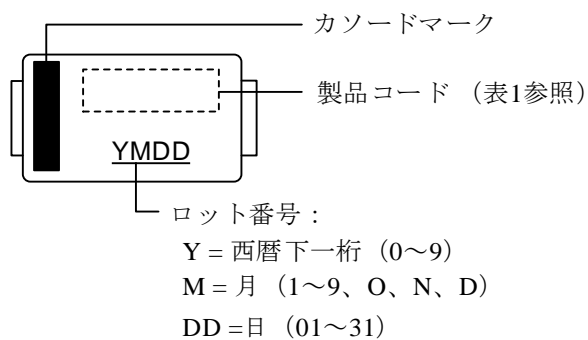 カソードマーク
製品コード （表1参照）
YMDD
ロット番号：
Y = 西暦下一桁（0～9）
M = 月（1～9、O、N、D）
DD =日（01～31）